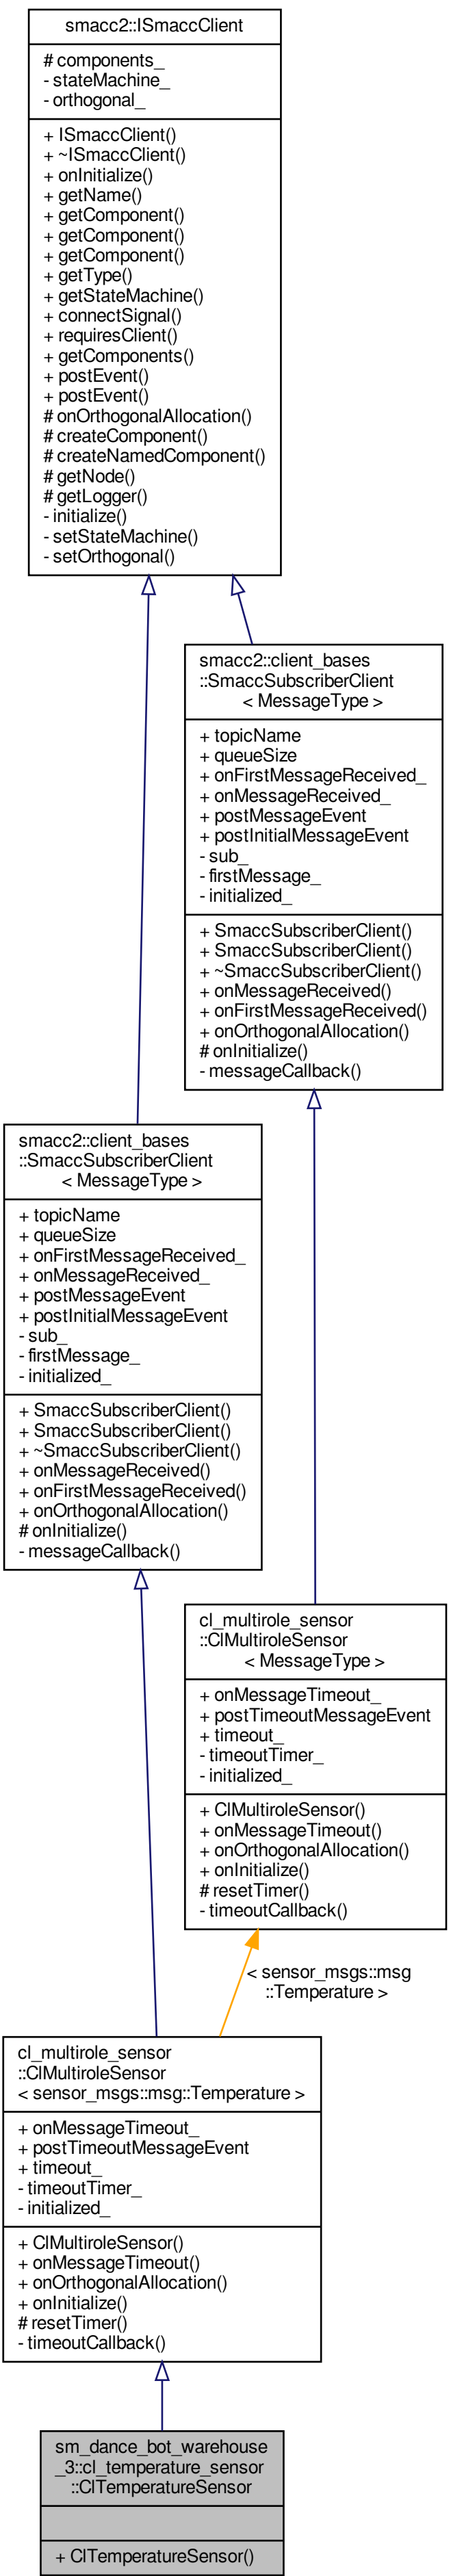 smacc2::ISmaccClient
# components_
- stateMachine_
- orthogonal_
+ ISmaccClient()
+ ~ISmaccClient()
+ onInitialize()
+ getName()
+ getComponent()
+ getComponent()
+ getComponent()
+ getType()
+ getStateMachine()
+ connectSignal()
+ requiresClient()
+ getComponents()
+ postEvent()
+ postEvent()
# onOrthogonalAllocation()
# createComponent()
# createNamedComponent()
# getNode()
# getLogger()
- initialize()
- setStateMachine()
- setOrthogonal()
smacc2::client_bases
::SmaccSubscriberClient
< MessageType >
+ topicName
+ queueSize
+ onFirstMessageReceived_
+ onMessageReceived_
+ postMessageEvent
+ postInitialMessageEvent
- sub_
- firstMessage_
- initialized_
+ SmaccSubscriberClient()
+ SmaccSubscriberClient()
+ ~SmaccSubscriberClient()
+ onMessageReceived()
+ onFirstMessageReceived()
+ onOrthogonalAllocation()
# onInitialize()
- messageCallback()
smacc2::client_bases
::SmaccSubscriberClient
< MessageType >
+ topicName
+ queueSize
+ onFirstMessageReceived_
+ onMessageReceived_
+ postMessageEvent
+ postInitialMessageEvent
- sub_
- firstMessage_
- initialized_
+ SmaccSubscriberClient()
+ SmaccSubscriberClient()
+ ~SmaccSubscriberClient()
+ onMessageReceived()
+ onFirstMessageReceived()
+ onOrthogonalAllocation()
# onInitialize()
- messageCallback()
cl_multirole_sensor
::ClMultiroleSensor
< MessageType >
+ onMessageTimeout_
+ postTimeoutMessageEvent
+ timeout_
- timeoutTimer_
- initialized_
+ ClMultiroleSensor()
+ onMessageTimeout()
+ onOrthogonalAllocation()
+ onInitialize()
# resetTimer()
- timeoutCallback()
< sensor_msgs::msg
::Temperature >
cl_multirole_sensor
::ClMultiroleSensor
< sensor_msgs::msg::Temperature >
+ onMessageTimeout_
+ postTimeoutMessageEvent
+ timeout_
- timeoutTimer_
- initialized_
+ ClMultiroleSensor()
+ onMessageTimeout()
+ onOrthogonalAllocation()
+ onInitialize()
# resetTimer()
- timeoutCallback()
sm_dance_bot_warehouse
_3::cl_temperature_sensor
::ClTemperatureSensor
+ ClTemperatureSensor()